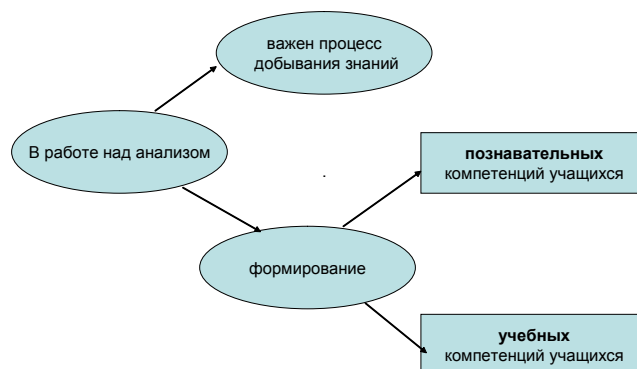 важен процесс
добывания знаний
В работе над анализом
познавательных
компетенций учащихся
формирование
учебных
компетенций учащихся